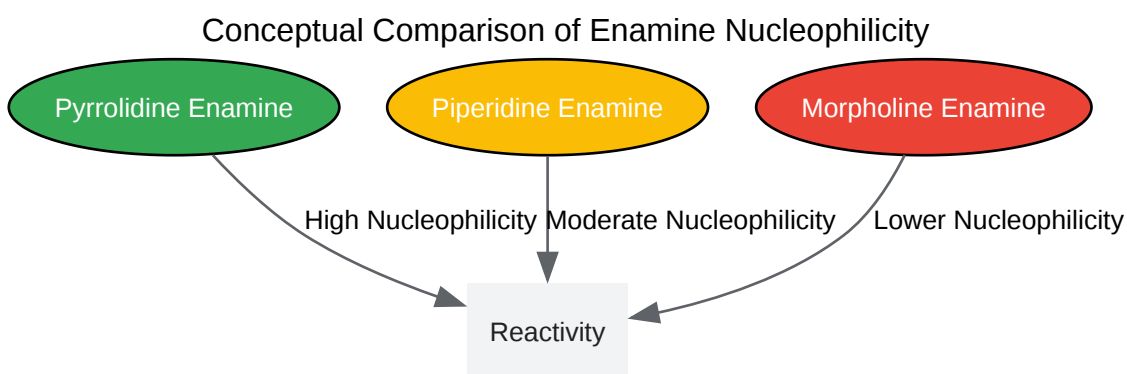 Conceptual Comparison of Enamine Nucleophilicity
Pyrrolidine Enamine
Piperidine Enamine
Morpholine Enamine
High Nucleophilicity
Moderate Nucleophilicity
Lower Nucleophilicity
Reactivity